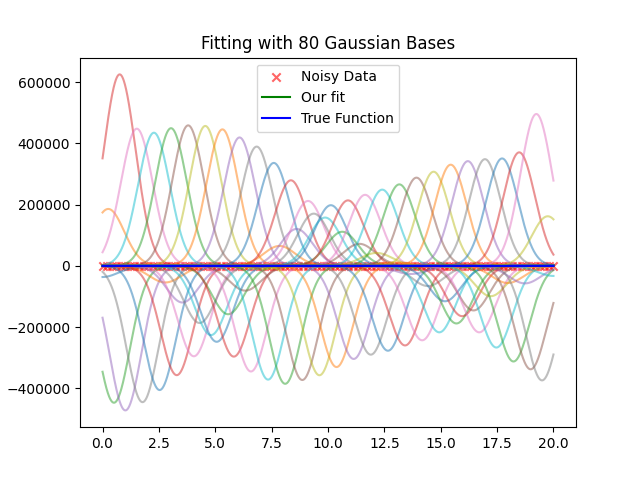 Fitting with 80 Gaussian Bases
Noisy Data
Our fit
True Function
600000
400000
200000
0
−200000
−400000
0.0 2.5 5.0 7.5 10.0 12.5 15.0 17.5 20.0